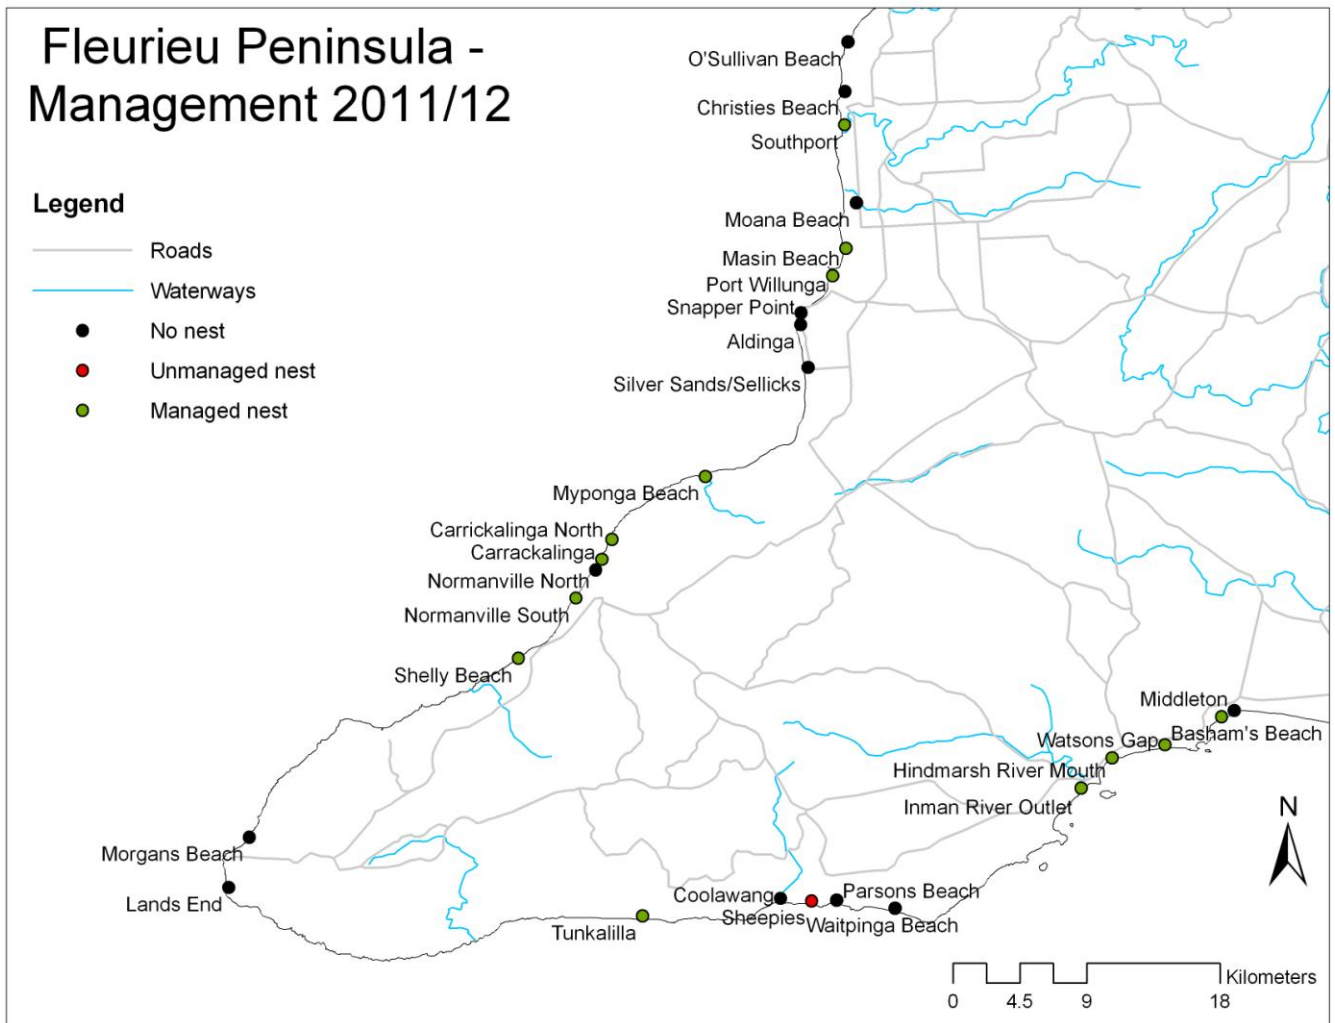 Fleurieu Peninsula -
Management 2011/12
Legend
Roads
Waterways
No nest
Unmanaged nest
Managed nest
O'Sullivan Beach
Christies Beach
Southport
Moana Beach
Masin Beach
Port Willunga
Snapper Point
Aldinga
Silver Sands/Sellicks
Myponga Beach
Carrickalinga North
Carrackalinga
Normanville North
Normanville South
Shelly Beach
Middleton
Watsons Gap
Basham's Beach
Hindmarsh River Mouth
Inman River Outlet
Morgans Beach
Lands End
Coolawang
Parsons Beach
Sheepies
Waitpinga Beach
Tunkalilla
N
Kilometers
0 4.5 9 18